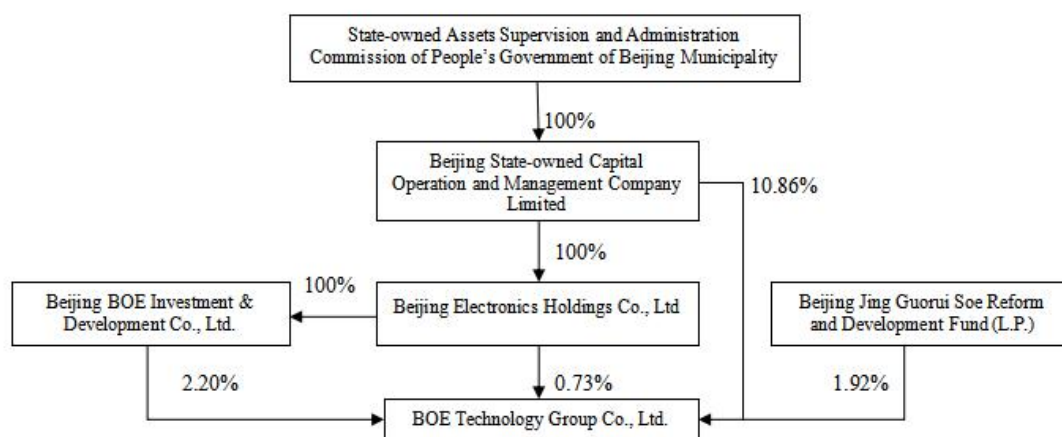 State-owned Assets Supervision and Administration
Commission of People’s Government of Beijing Municipality
100%
Beijing State-owned Capital
Operation and Management Company
Limited
10.86%
100%
Beijing BOE Investment &
Development Co., Ltd.
100%
Beijing Electronics Holdings Co., Ltd
Beijing Jing Guorui Soe Reform
and Development Fund (L.P.)
2.20%
0.73%
1.92%
BOE Technology Group Co., Ltd.